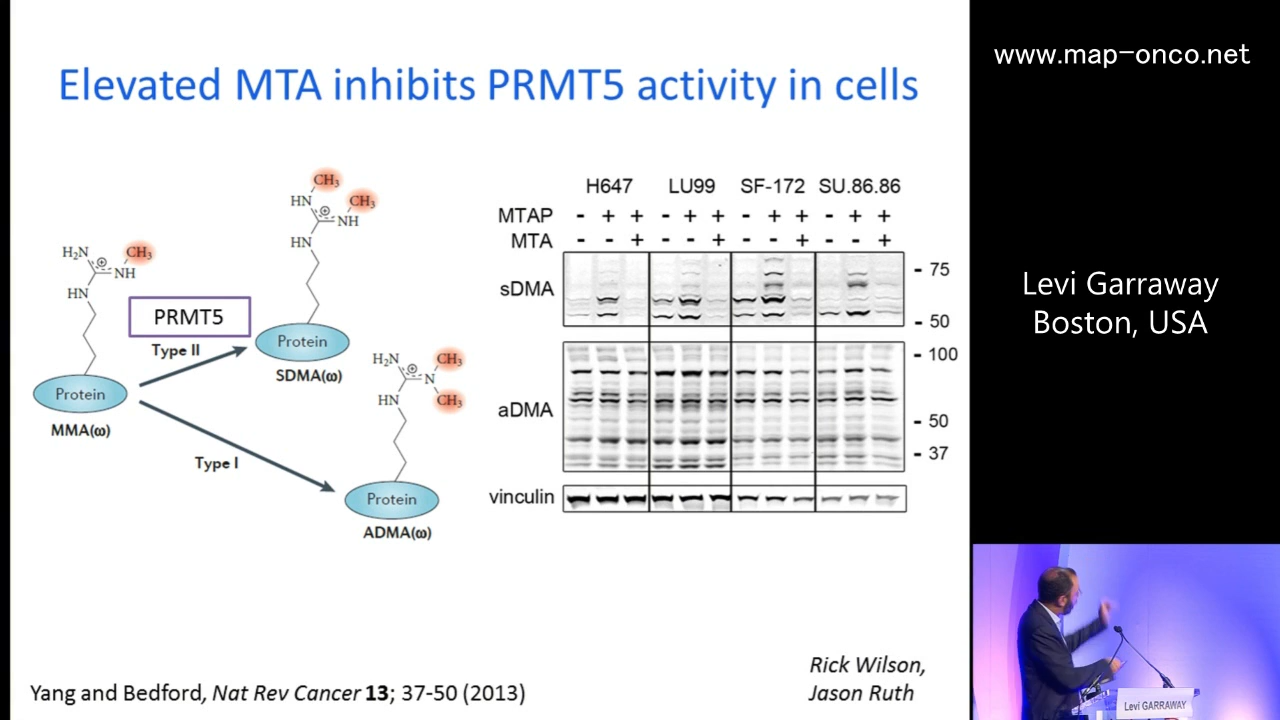 Elevated MTA inhibits PRMT5 activity in cells
www.map-onco.net
Levi Garraway
Boston, USA
H₂N
CH₃
NH
HN
Protein
MMA(ω)
PRMT5
Type II
Type I
CH₃
HN
CH₃
NH
HN
Protein
SDMA(ω)
H₂N
CH₃
N
HN
CH₃
Protein
ADMA(ω)
H647 LU99 SF-172 SU.86.86
MTAP - + + - + + - + + - + +
MTA - - + - - + - - + - - +
sDMA
- 75
- 50
aDMA
- 100
- 50
- 37
vinculin
Yang and Bedford, Nat Rev Cancer 13; 37-50 (2013)
Rick Wilson,
Jason Ruth
Levi GARRAWAY